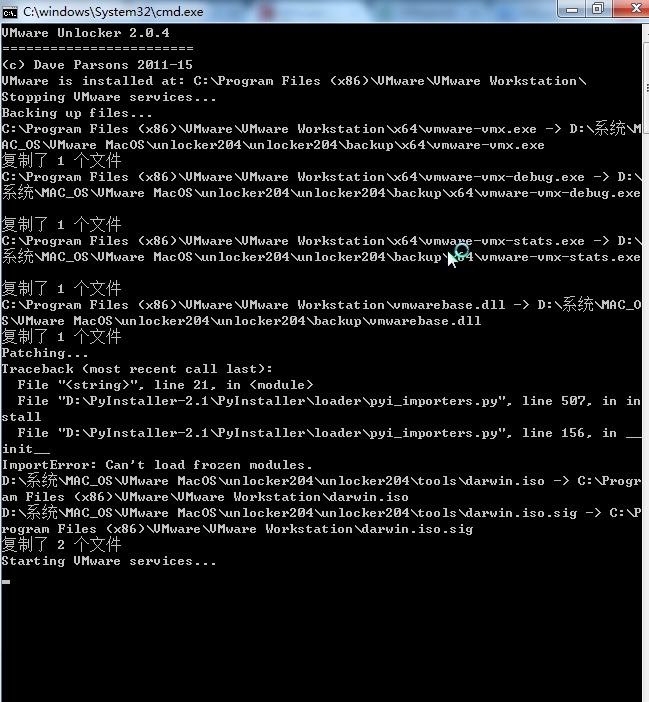 C:\windows\System32\cmd.exe
VMware Unlocker 2.0.4
========================
(c) Dave Parsons 2011-15
VMware is installed at: C:\Program Files (x86)\VMware\VMware Workstation\
Stopping VMware services...
Backing up files...
C:\Program Files (x86)\VMware\VMware Workstation\x64\vmware-vmx.exe -> D:\系统\M
AC_OS\VMware MacOS\unlocker204\unlocker204\backup\x64\vmware-vmx.exe
复制了 1 个文件
C:\Program Files (x86)\VMware\VMware Workstation\x64\vmware-vmx-debug.exe -> D:\
系统\MAC_OS\VMware MacOS\unlocker204\unlocker204\backup\x64\vmware-vmx-debug.exe
复制了 1 个文件
C:\Program Files (x86)\VMware\VMware Workstation\x64\vmware-vmx-stats.exe -> D:\
系统\MAC_OS\VMware MacOS\unlocker204\unlocker204\backup\x64\vmware-vmx-stats.exe
复制了 1 个文件
C:\Program Files (x86)\VMware\VMware Workstation\vmwarebase.dll -> D:\系统\MAC_O
S\VMware MacOS\unlocker204\unlocker204\backup\vmwarebase.dll
复制了 1 个文件
Patching...
Traceback (most recent call last):
  File "<string>", line 21, in <module>
  File "D:\PyInstaller-2.1\PyInstaller\loader\pyi_importers.py", line 507, in in
stall
  File "D:\PyInstaller-2.1\PyInstaller\loader\pyi_importers.py", line 156, in __
init__
ImportError: Can't load frozen modules.
D:\系统\MAC_OS\VMware MacOS\unlocker204\unlocker204\tools\darwin.iso -> C:\Progr
am Files (x86)\VMware\VMware Workstation\darwin.iso
D:\系统\MAC_OS\VMware MacOS\unlocker204\unlocker204\tools\darwin.iso.sig -> C:\P
rogram Files (x86)\VMware\VMware Workstation\darwin.iso.sig
复制了 2 个文件
Starting VMware services...